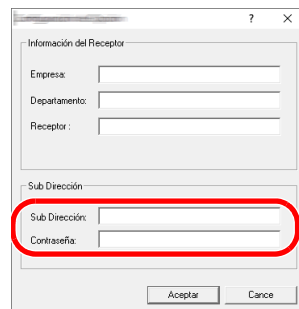 ? ×
Información del Receptor
Empresa:
Departamento:
Receptor :
Sub Dirección
Sub Dirección:
Contraseña:
Aceptar Cance